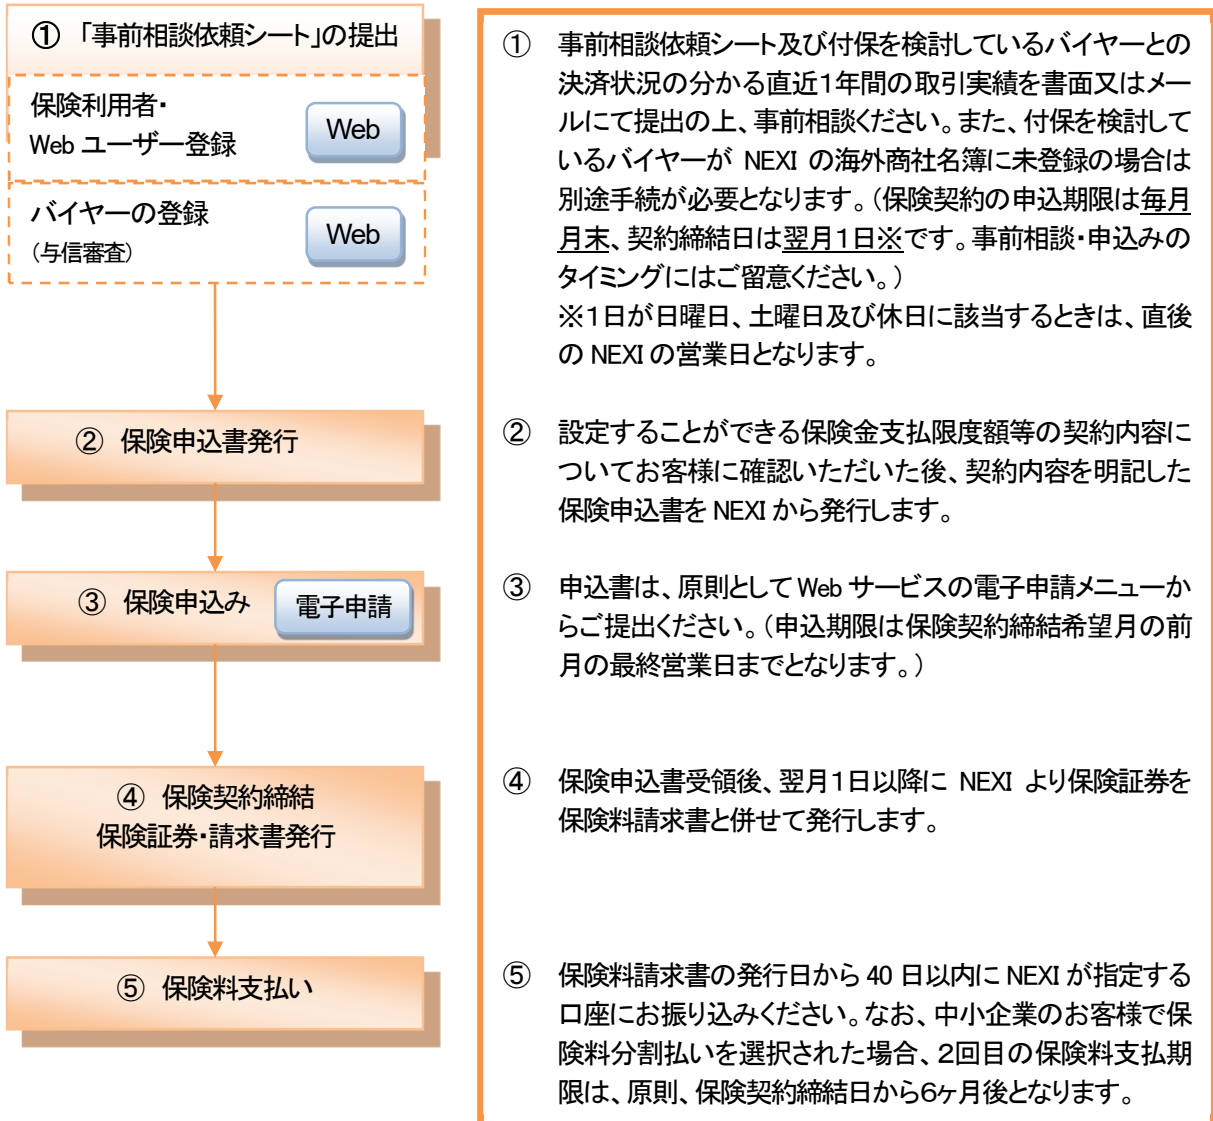 ① 「事前相談依頼シート」の提出
保険利用者・
Web ユーザー登録
Web
バイヤーの登録
（与信審査）
Web
② 保険申込書発行
③ 保険申込み
電子申請
④ 保険契約締結
保険証券・請求書発行
⑤ 保険料支払い
① 事前相談依頼シート及び付保を検討しているバイヤーとの
決済状況の分かる直近１年間の取引実績を書面又はメー
ルにて提出の上、事前相談ください。また、付保を検討して
いるバイヤーが NEXI の海外商社名簿に未登録の場合は
別途手続が必要となります。（保険契約の申込期限は毎月
月末、契約締結日は翌月１日※です。事前相談・申込みの
タイミングにはご留意ください。）
※１日が日曜日、土曜日及び休日に該当するときは、直後
の NEXI の営業日となります。
② 設定することができる保険金支払限度額等の契約内容に
ついてお客様に確認いただいた後、契約内容を明記した
保険申込書を NEXI から発行します。
③ 申込書は、原則として Web サービスの電子申請メニューか
らご提出ください。（申込期限は保険契約締結希望月の前
月の最終営業日までとなります。）
④ 保険申込書受領後、翌月１日以降に NEXI より保険証券を
保険料請求書と併せて発行します。
⑤ 保険料請求書の発行日から 40 日以内に NEXI が指定する
口座にお振り込みください。なお、中小企業のお客様で保
険料分割払いを選択された場合、２回目の保険料支払期
限は、原則、保険契約締結日から６ヶ月後となります。